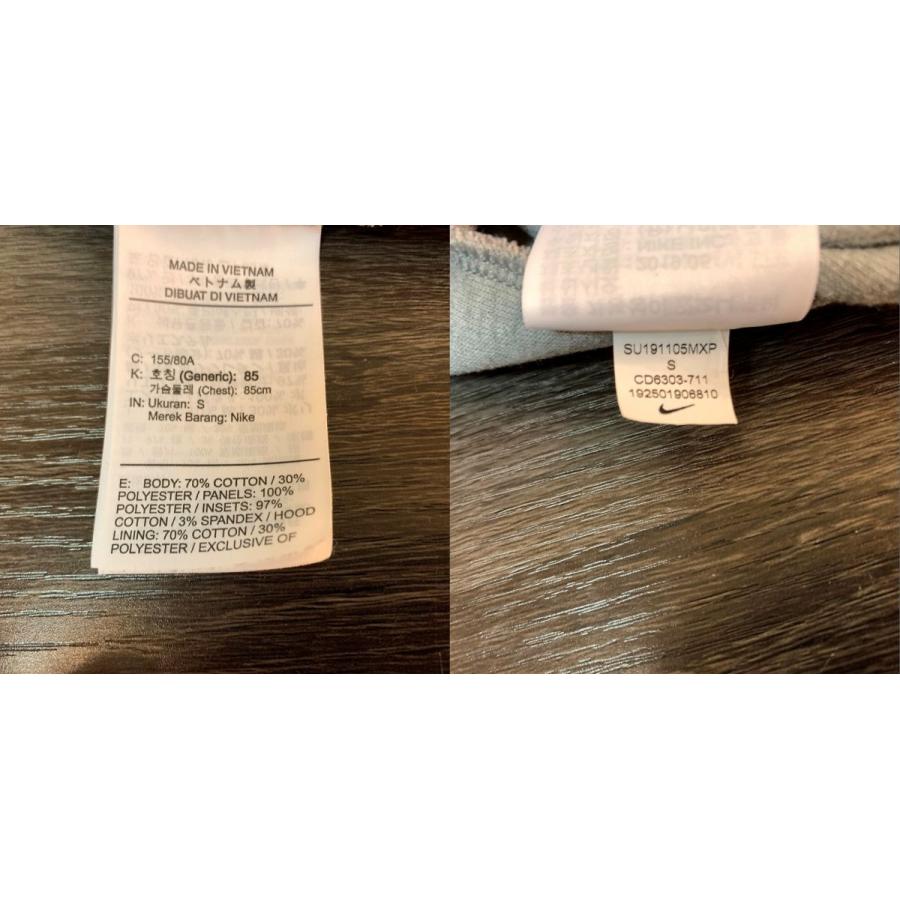 MADE IN VIETNAM
ベトナム製
DIBUAT DI VIETNAM
C: 155/80A
K: 호칭 (Generic): 85
가슴둘레 (Chest): 85cm
IN: Ukuran: S
Merek Barang: Nike
E: BODY: 70% COTTON / 30%
POLYESTER / PANELS: 100%
POLYESTER / INSETS: 97%
COTTON / 3% SPANDEX / HOOD
LINING: 70% COTTON / 30%
POLYESTER / EXCLUSIVE OF
SU191105MXP
S
CD6303-711
192501906810